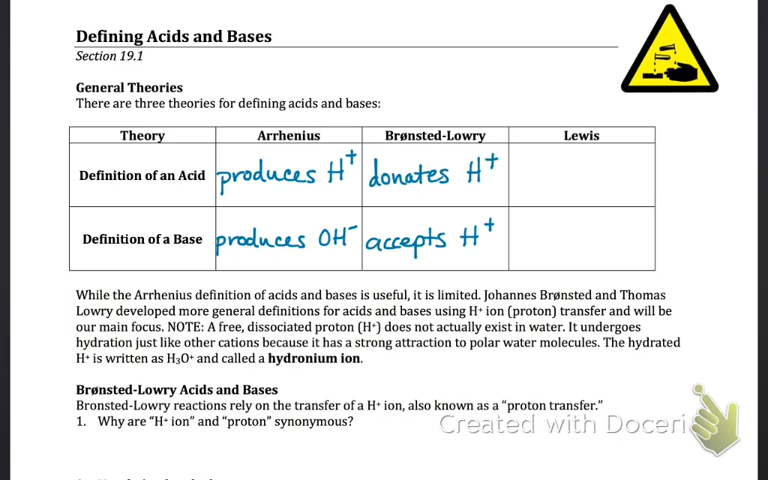 Defining Acids and Bases
Section 19.1
General Theories
There are three theories for defining acids and bases:
Theory Arrhenius Brønsted-Lowry Lewis
Definition of an Acid produces H⁺ donates H⁺
Definition of a Base produces OH⁻ accepts H⁺
While the Arrhenius definition of acids and bases is useful, it is limited. Johannes Brønsted and Thomas
Lowry developed more general definitions for acids and bases using H⁺ ion (proton) transfer and will be
our main focus. NOTE: A free, dissociated proton (H⁺) does not actually exist in water. It undergoes
hydration just like other cations because it has a strong attraction to polar water molecules. The hydrated
H⁺ is written as H₃O⁺ and called a hydronium ion.
Brønsted-Lowry Acids and Bases
Bronsted-Lowry reactions rely on the transfer of a H⁺ ion, also known as a “proton transfer.”
1. Why are “H⁺ ion” and “proton” synonymous?
Created with Doceri